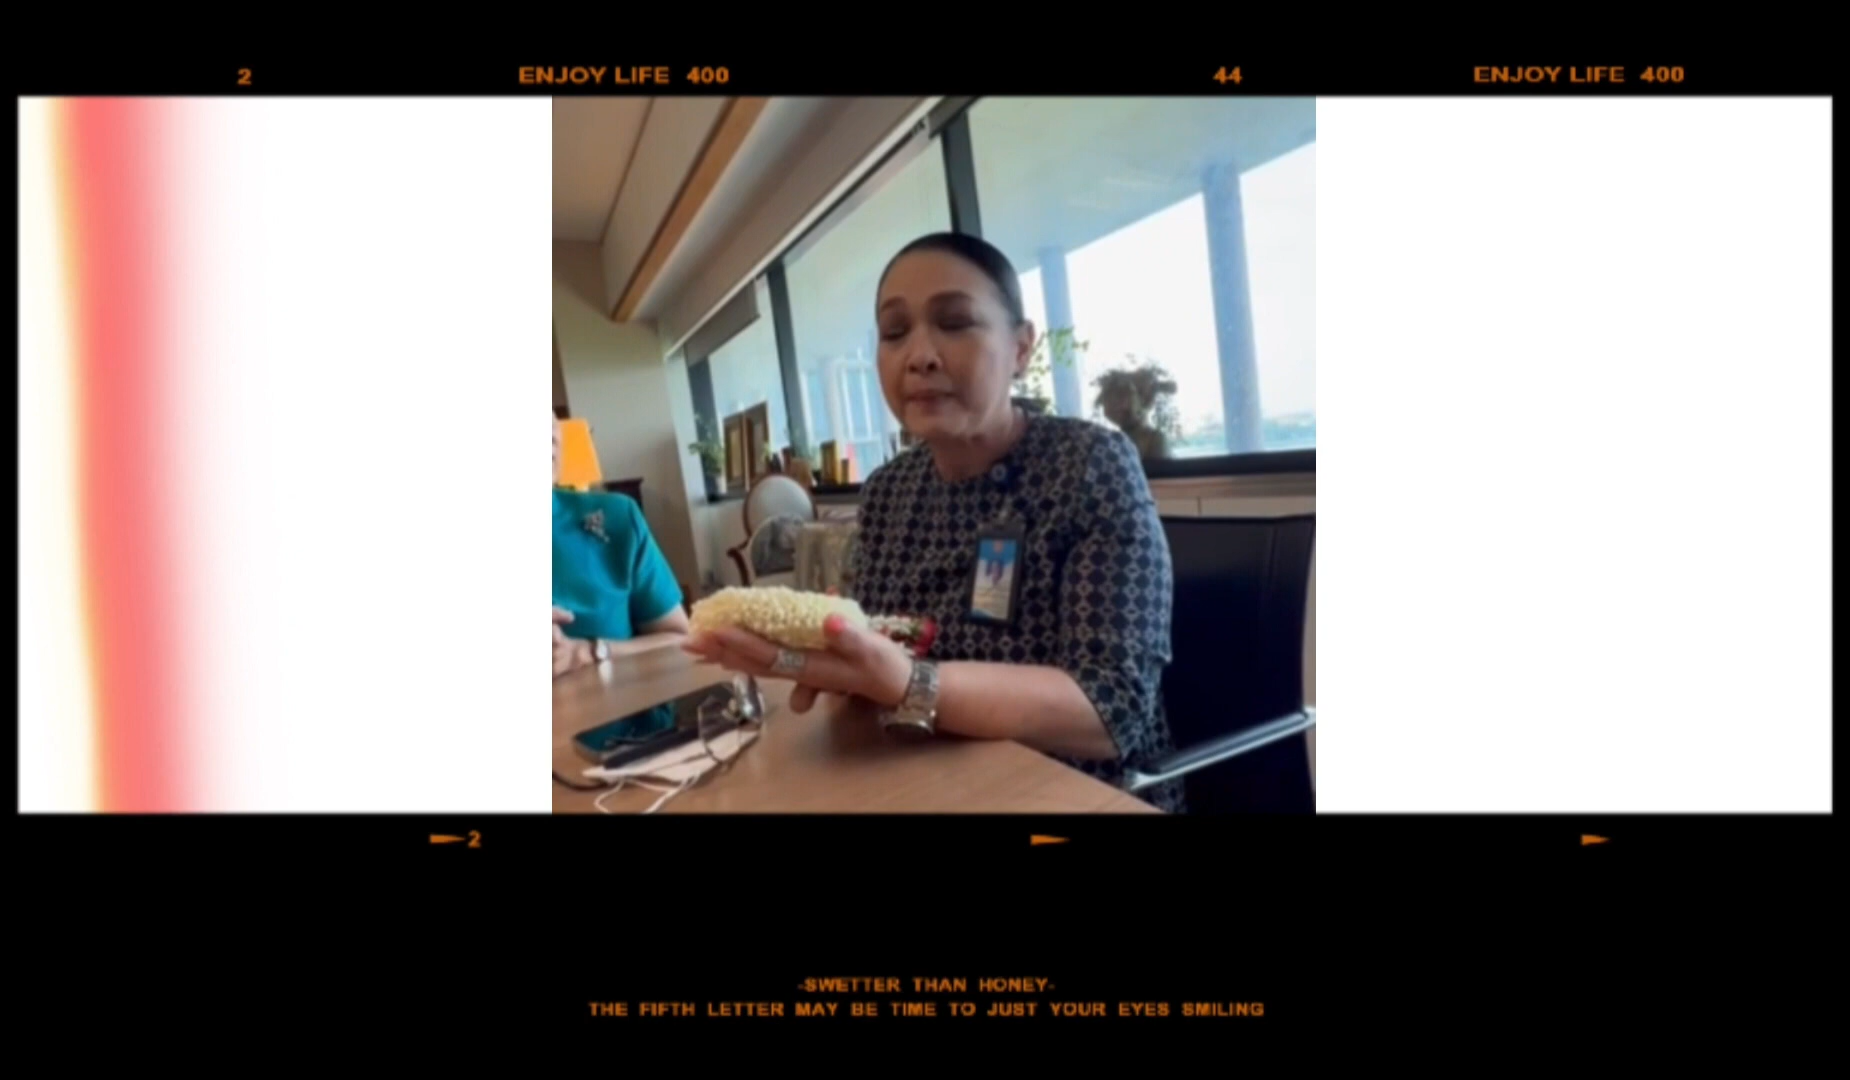 2 ENJOY LIFE 400 44 ENJOY LIFE 400
2
-SWETTER THAN HONEY-
THE FIFTH LETTER MAY BE TIME TO JUST YOUR EYES SMILING